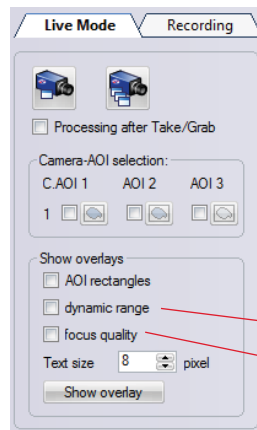 Live Mode Recording
Processing after Take/Grab
Camera-AOI selection:
C.AOI 1 AOI 2 AOI 3
1
Show overlays
AOI rectangles
dynamic range
focus quality
Text size 8 pixel
Show overlay